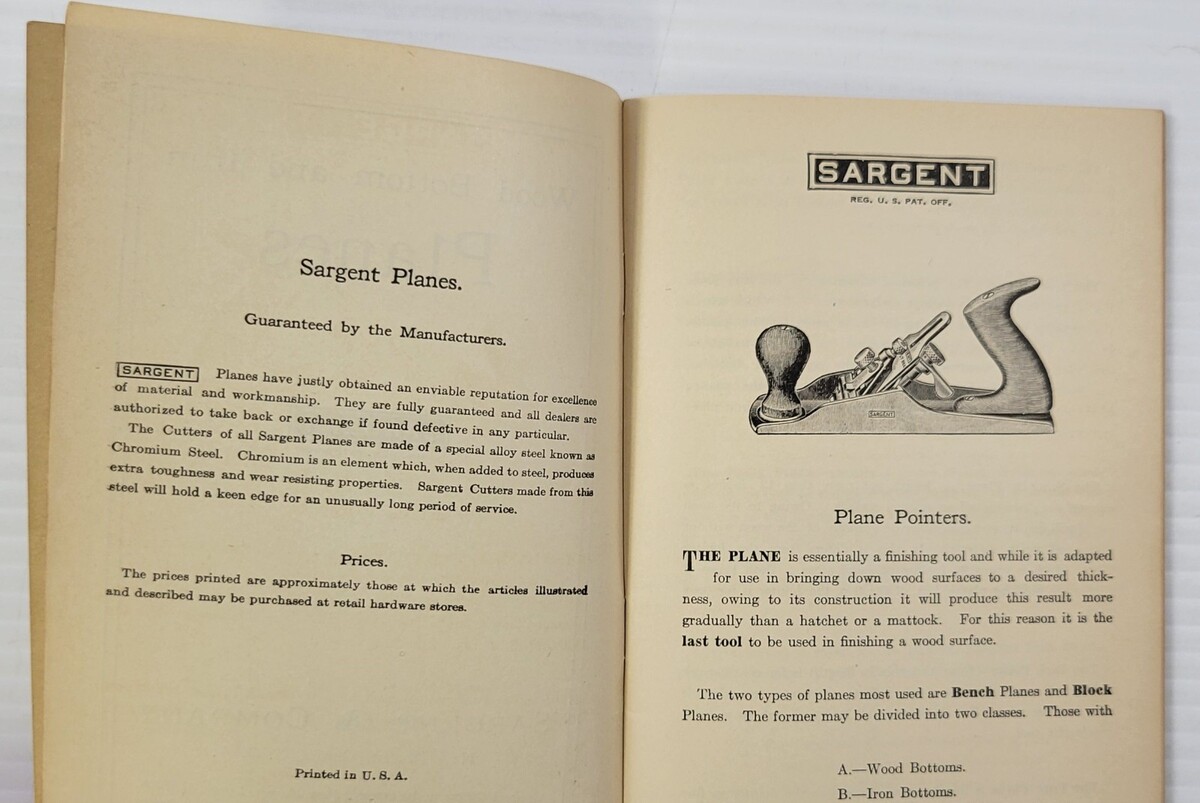 Sargent Planes.
Guaranteed by the Manufacturers.
SARGENT Planes have justly obtained an enviable reputation for excellence
of material and workmanship. They are fully guaranteed and all dealers are
authorized to take back or exchange if found defective in any particular.
The Cutters of all Sargent Planes are made of a special alloy steel known as
Chromium Steel. Chromium is an element which, when added to steel, produces
extra toughness and wear resisting properties. Sargent Cutters made from this
steel will hold a keen edge for an unusually long period of service.
Prices.
The prices printed are approximately those at which the articles illustrated
and described may be purchased at retail hardware stores.
Printed in U. S. A.
SARGENT
REG. U. S. PAT. OFF.
SARGENT
Plane Pointers.
THE PLANE is essentially a finishing tool and while it is adapted
for use in bringing down wood surfaces to a desired thick-
ness, owing to its construction it will produce this result more
gradually than a hatchet or a mattock. For this reason it is the
last tool to be used in finishing a wood surface.
The two types of planes most used are Bench Planes and Block
Planes. The former may be divided into two classes. Those with
A.—Wood Bottoms.
B.—Iron Bottoms.